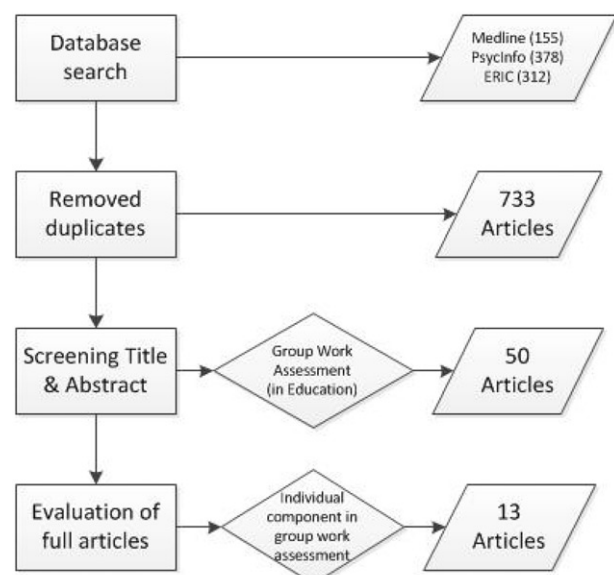 Database
search
Medline (155)
PsycInfo (378)
ERIC (312)
Removed
duplicates
733
Articles
Screening Title
& Abstract
Group Work
Assessment
(in Education)
50
Articles
Evaluation of
full articles
Individual
component in
group work
assessment
13
Articles